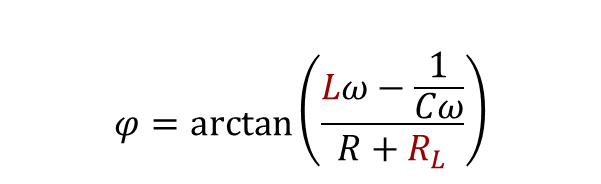 φ = arctan((Lω − 1/(Cω))/(R + R_L))